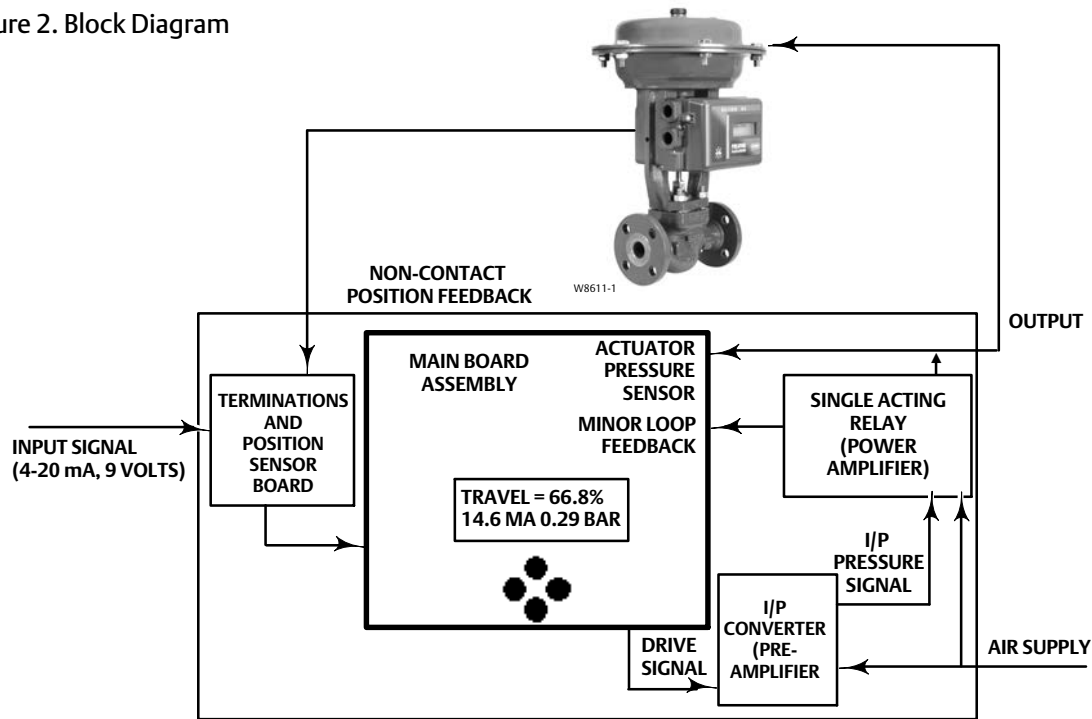 ure 2. Block Diagram
W8611-1
NON-CONTACT
POSITION FEEDBACK
OUTPUT
MAIN BOARD
ASSEMBLY
ACTUATOR
PRESSURE
SENSOR
MINOR LOOP
FEEDBACK
TERMINATIONS
AND
POSITION
SENSOR
BOARD
SINGLE ACTING
RELAY
(POWER
AMPLIFIER)
INPUT SIGNAL
(4-20 mA, 9 VOLTS)
TRAVEL = 66.8%
14.6 MA 0.29 BAR
I/P
PRESSURE
SIGNAL
I/P
CONVERTER
(PRE-
AMPLIFIER
DRIVE
SIGNAL
AIR SUPPLY